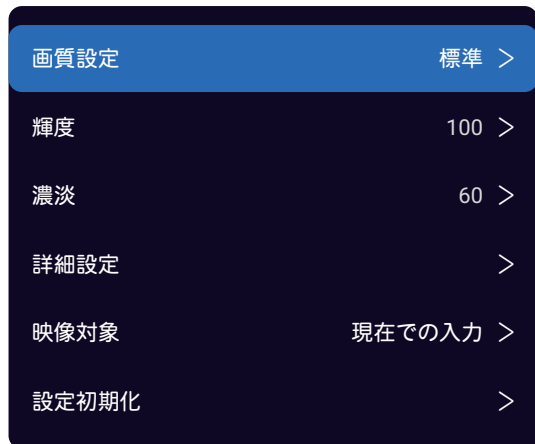 画質設定 標準 >
輝度 100 >
濃淡 60 >
詳細設定 >
映像対象 現在での入力 >
設定初期化 >